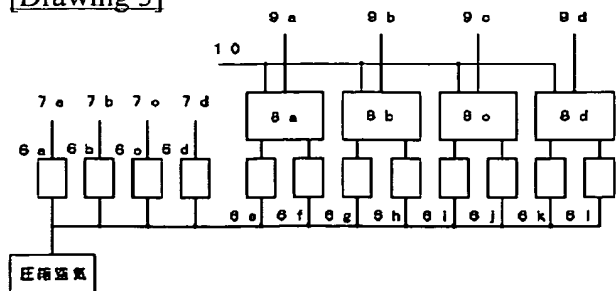 [Drawing 3]
9a 9b 9c 9d
10
7a 7b 7c 7d
8a 8b 8c 8d
6a 6b 6c 6d
6e 6f 6g 6h 6i 6j 6k 6l
圧縮空気